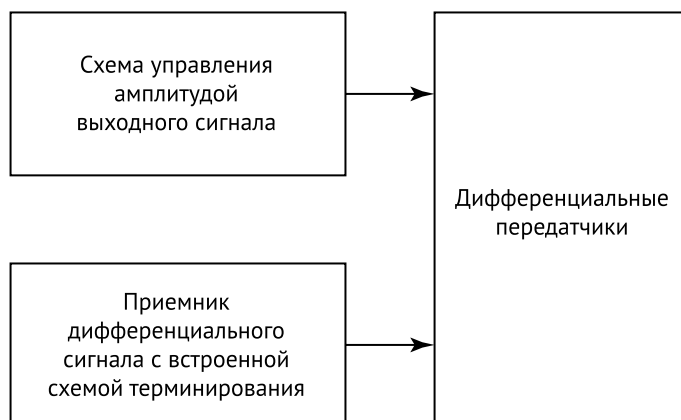 Схема управления
амплитудой
выходного сигнала
Дифференциальные
передатчики
Приемник
дифференциального
сигнала с встроенной
схемой терминирования